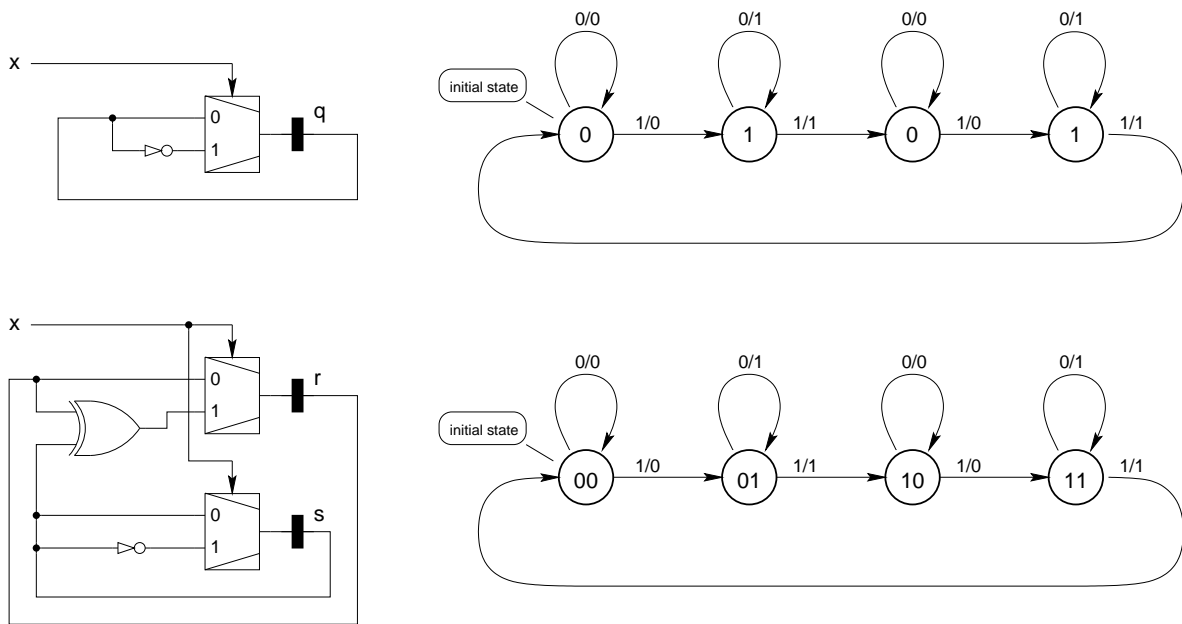 0/0 0/1 0/0 0/1
x
initial state
q
0
0 1/0 1 1/1 0 1/0 1 1/1
1
x
0/0 0/1 0/0 0/1
0 r
1
initial state
00 1/0 01 1/1 10 1/0 11 1/1
0 s
1